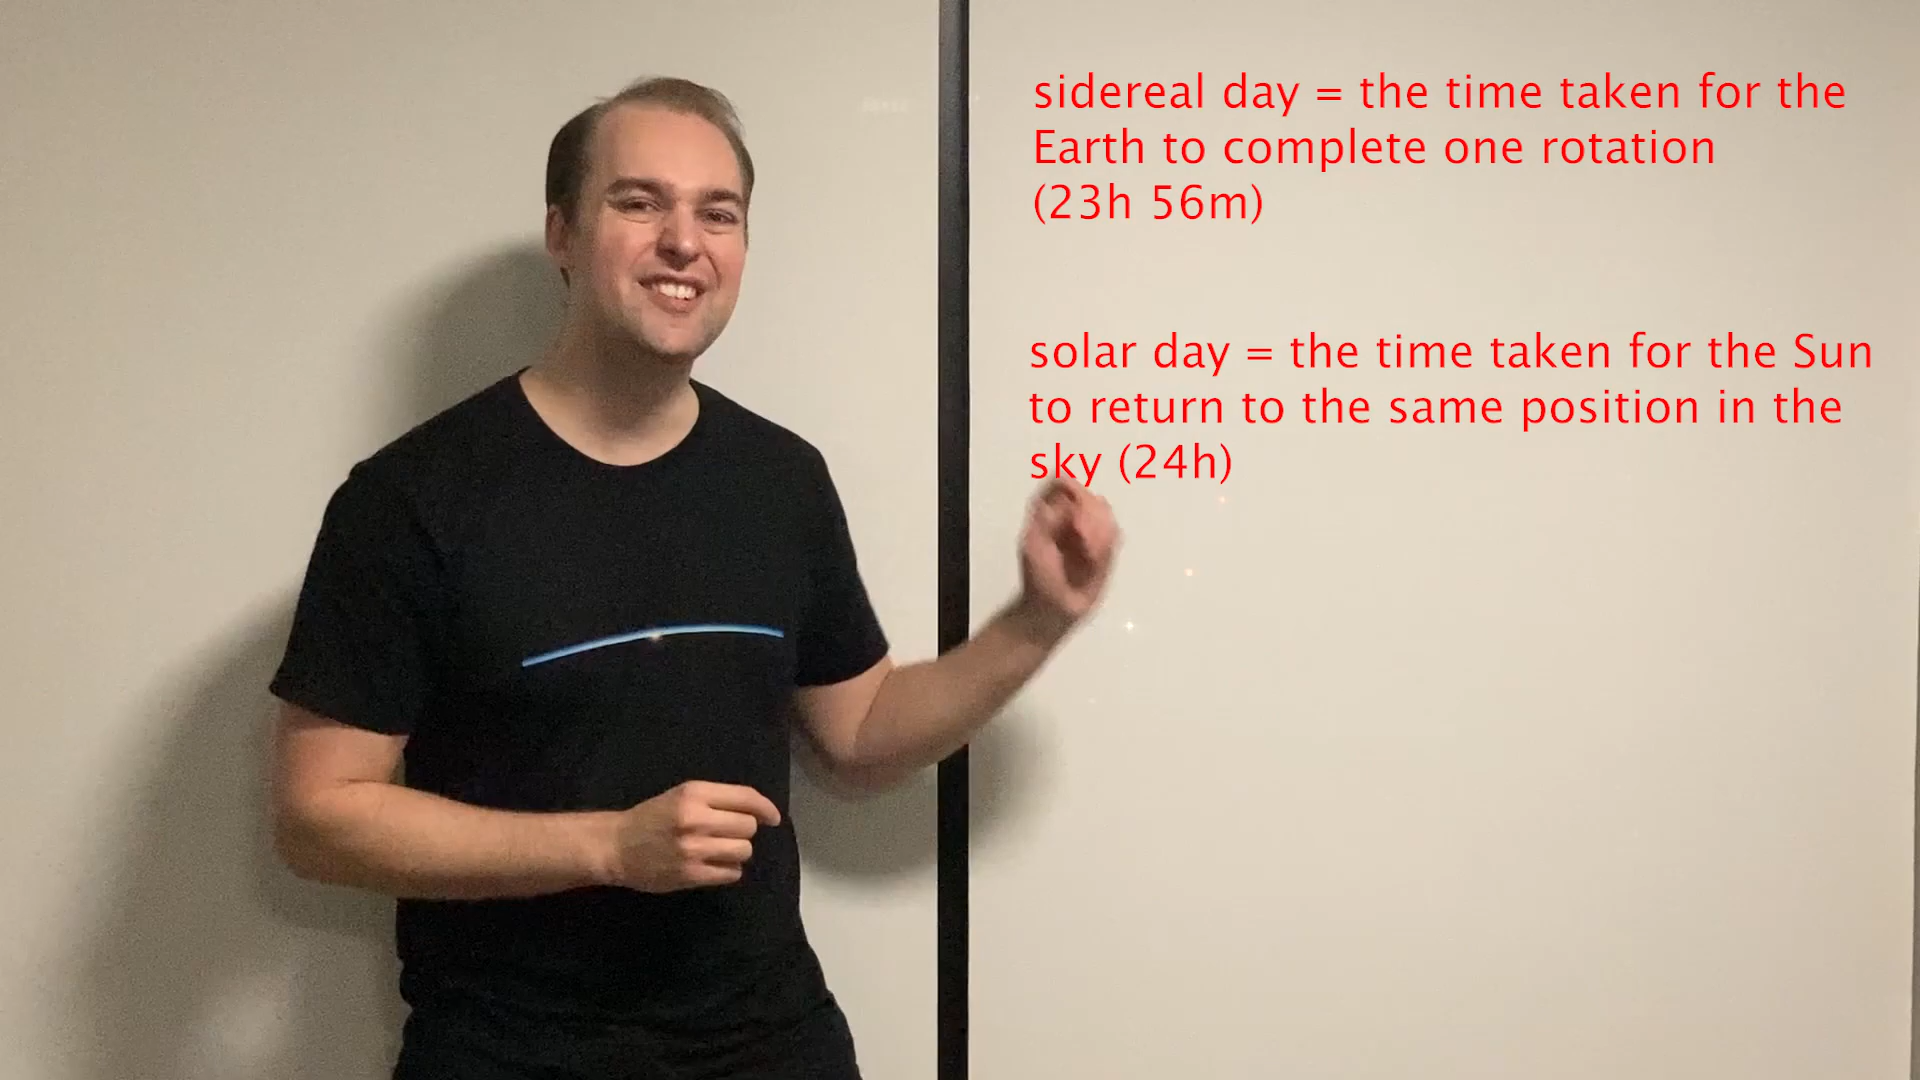 sidereal day = the time taken for the
Earth to complete one rotation
(23h 56m)
solar day = the time taken for the Sun
to return to the same position in the
sky (24h)